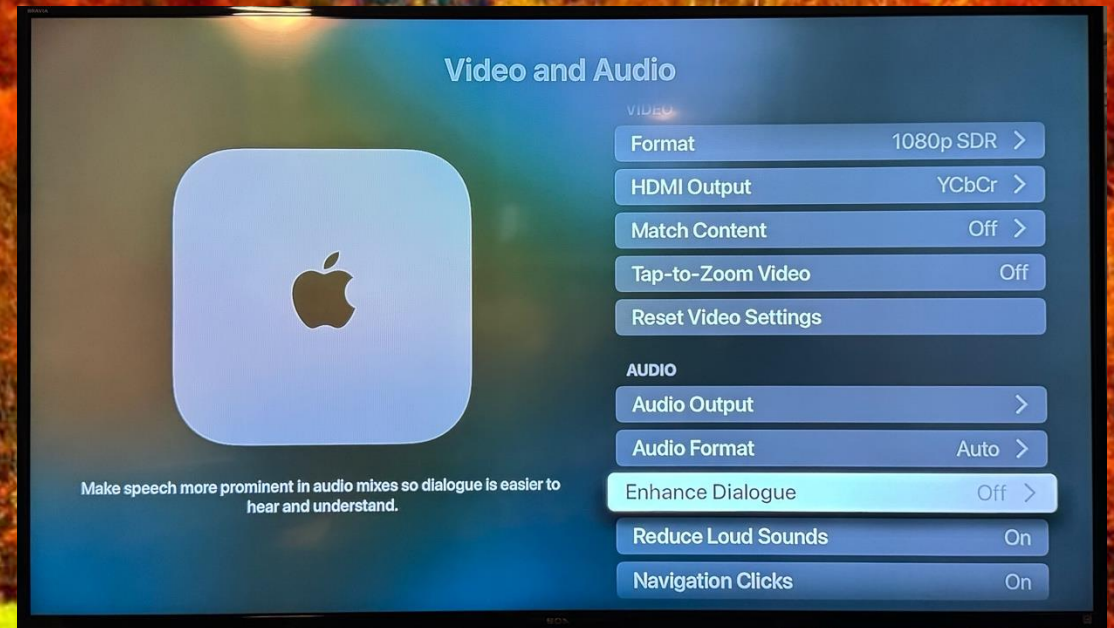 BRAVIA
Video and Audio
VIDEO
Format 1080p SDR
HDMI Output YCbCr
Match Content Off
Tap-to-Zoom Video Off
Reset Video Settings
AUDIO
Audio Output
Audio Format Auto
Enhance Dialogue Off
Reduce Loud Sounds On
Navigation Clicks On
Make speech more prominent in audio mixes so dialogue is easier to
hear and understand.